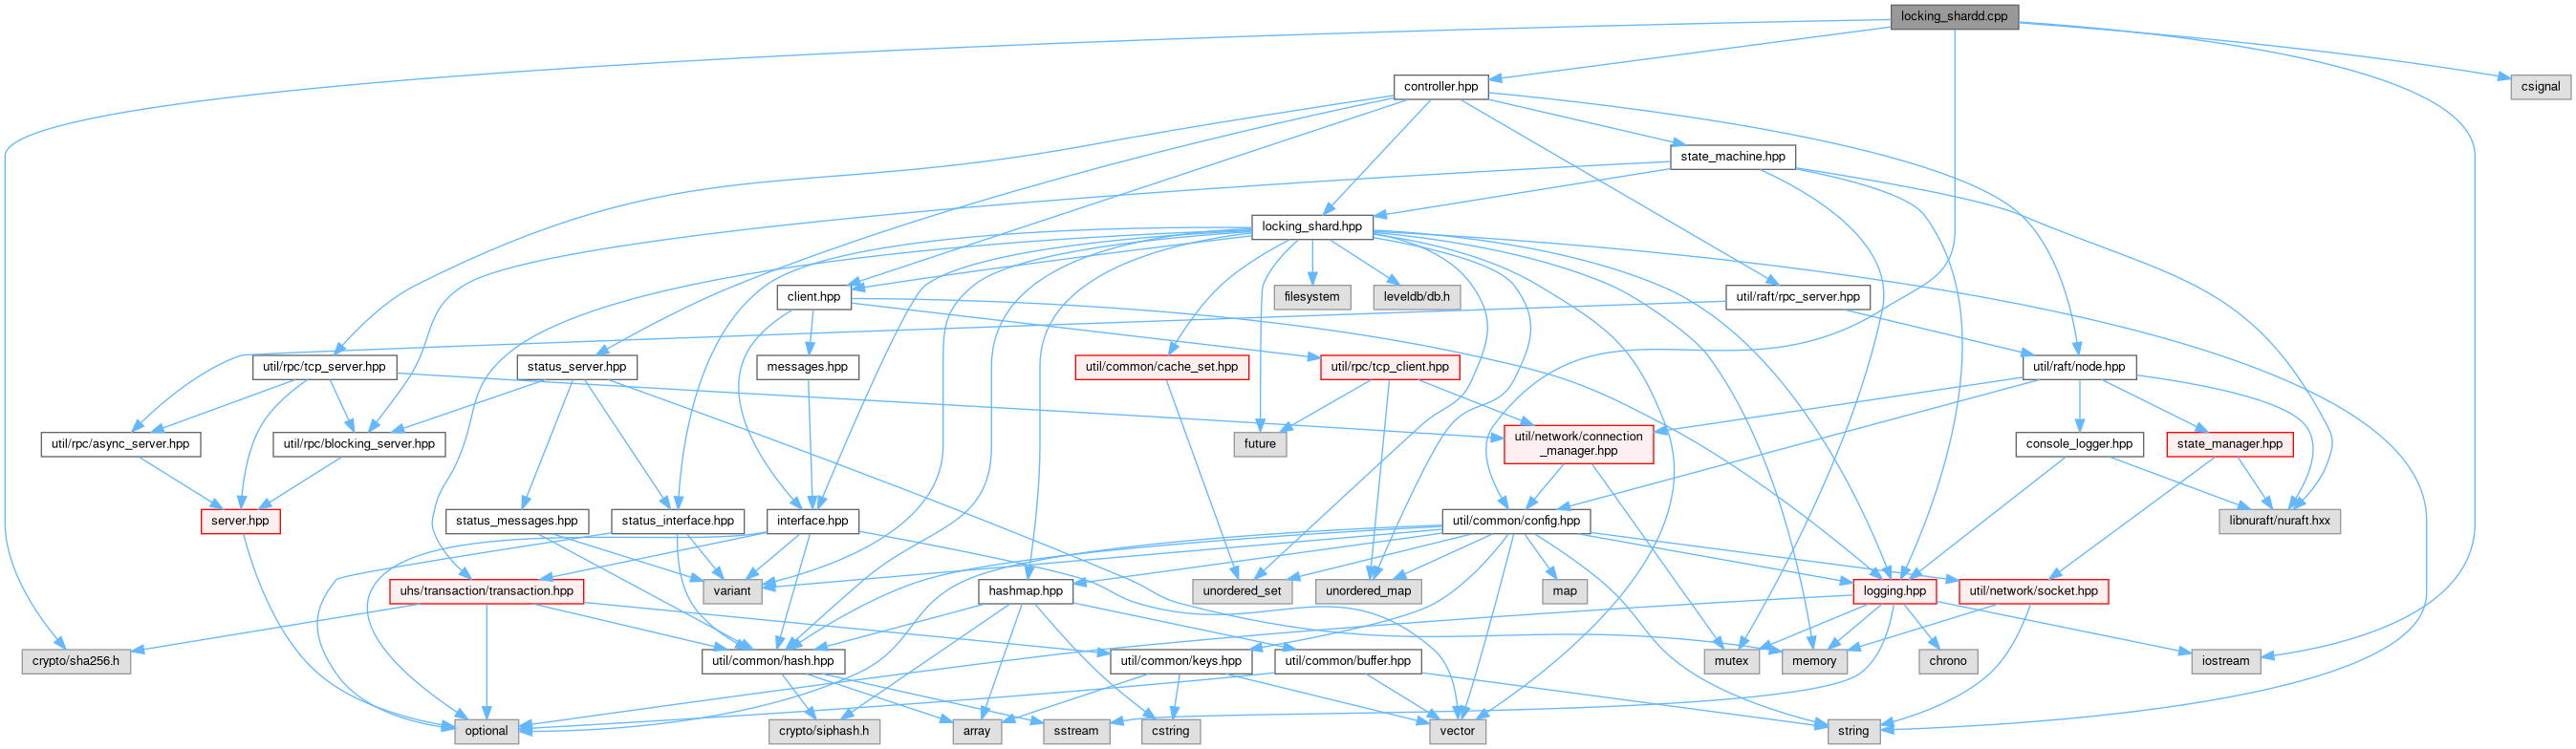 locking_shardd.cpp
controller.hpp
csignal
state_machine.hpp
locking_shard.hpp
client.hpp
filesystem
leveldb/db.h
util/raft/rpc_server.hpp
util/rpc/tcp_server.hpp
status_server.hpp
messages.hpp
util/common/cache_set.hpp
util/rpc/tcp_client.hpp
util/raft/node.hpp
util/rpc/async_server.hpp
util/rpc/blocking_server.hpp
future
util/network/connection
_manager.hpp
console_logger.hpp
state_manager.hpp
server.hpp
status_messages.hpp
status_interface.hpp
interface.hpp
util/common/config.hpp
libnuraft/nuraft.hxx
uhs/transaction/transaction.hpp
variant
hashmap.hpp
unordered_set
unordered_map
map
logging.hpp
util/network/socket.hpp
crypto/sha256.h
util/common/hash.hpp
util/common/keys.hpp
util/common/buffer.hpp
mutex
memory
chrono
iostream
optional
crypto/siphash.h
array
sstream
cstring
vector
string